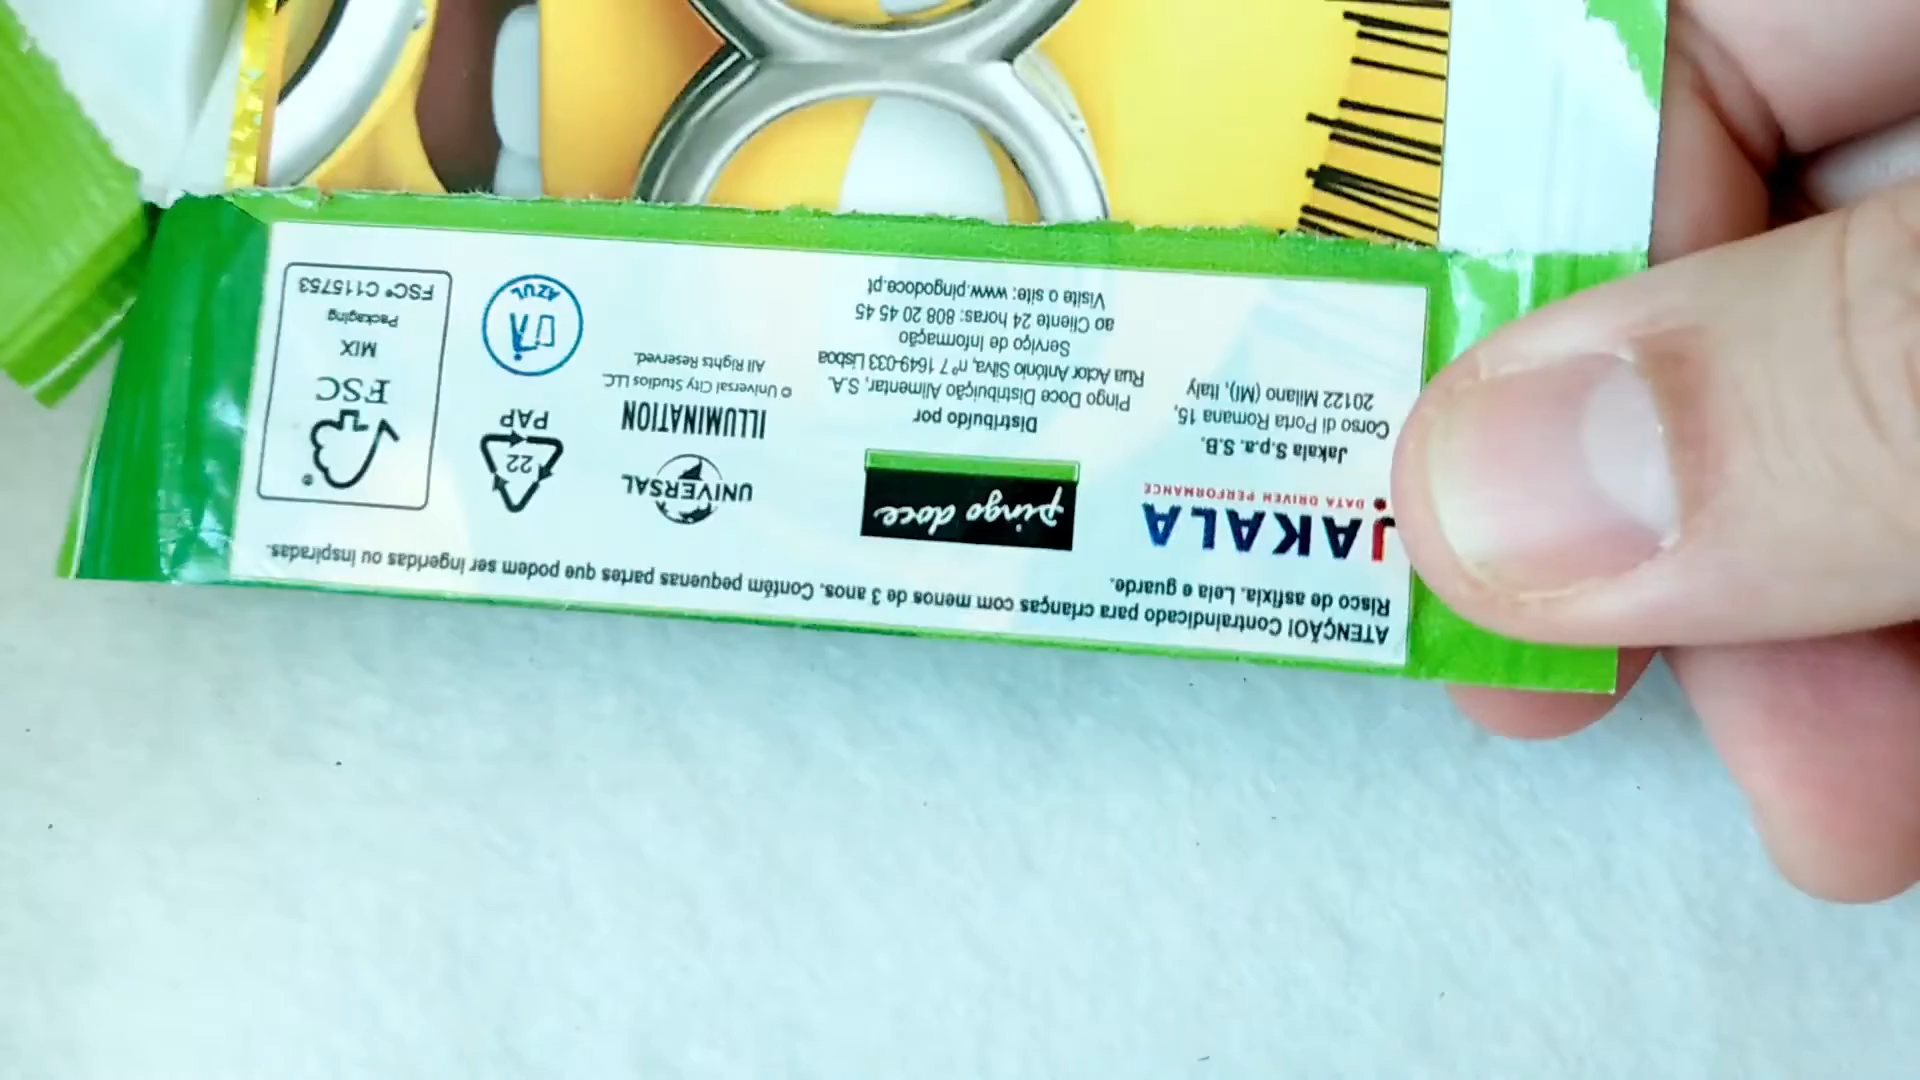 ATENÇÃO! Contraindicado para crianças com menos de 3 anos. Contém pequenas partes que podem ser ingeridas ou inspiradas.
Risco de asfixia. Leia e guarde.
JAKALA
DATA DRIVEN PERFORMANCE
Jakala S.p.a. S.B.
Corso di Porta Romana 15,
20122 Milano (MI), Italy
pingo doce
Distribuído por
Pingo Doce Distribuição Alimentar, S.A.
Rua Actor António Silva, nº 7 1649-033 Lisboa
Serviço de Informação
ao Cliente 24 horas: 808 20 45 45
Visite o site: www.pingodoce.pt
UNIVERSAL
ILLUMINATION
© Universal City Studios LLC.
All Rights Reserved.
22
PAP
AZUL
FSC
MIX
Packaging
FSC® C115753